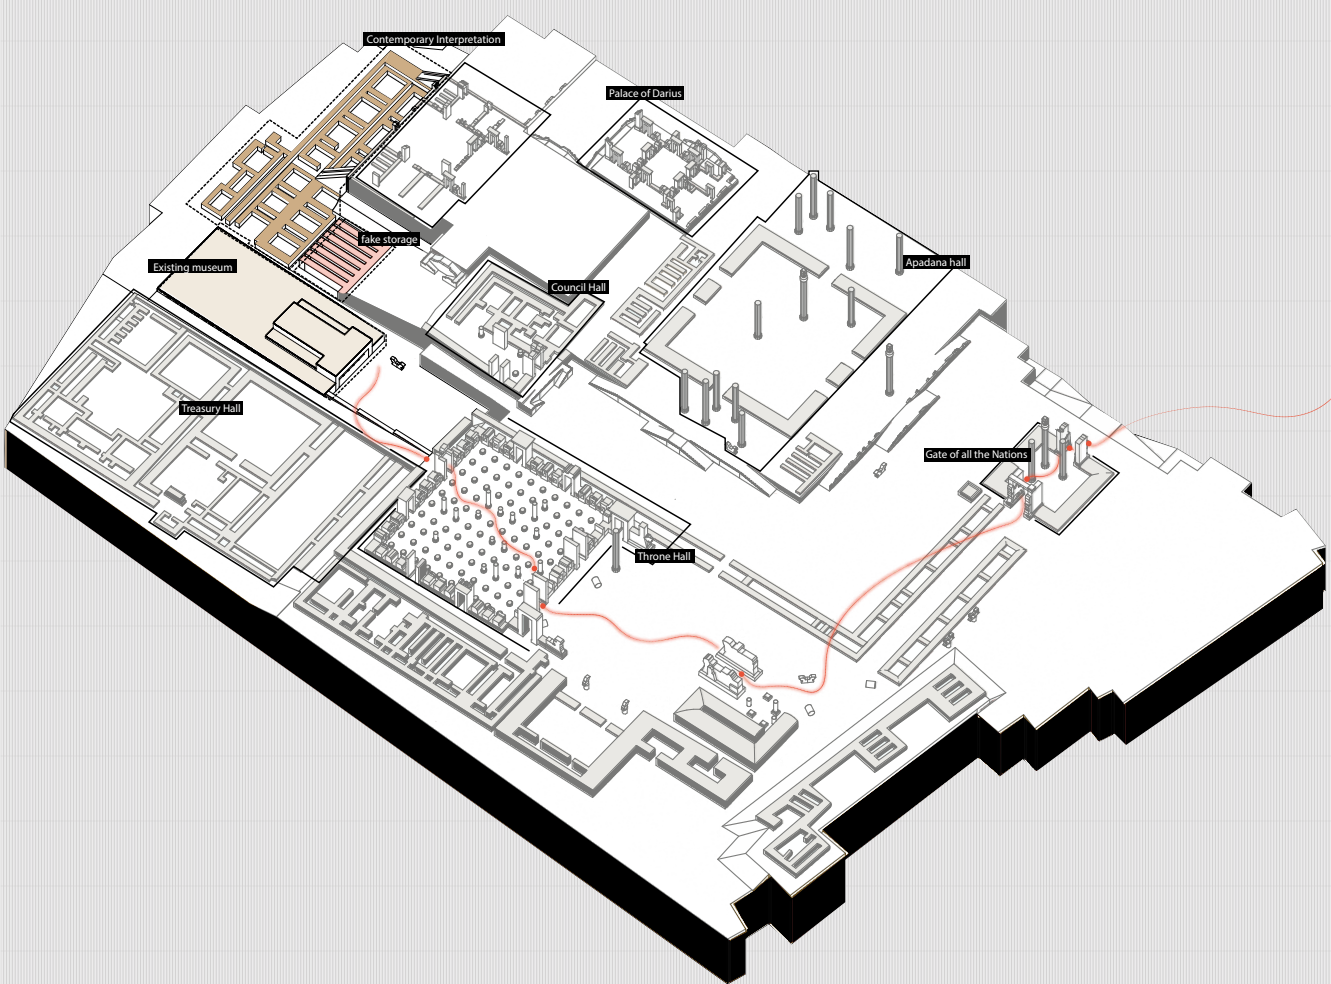 Contemporary Interpretation
Palace of Darius
fake storage
Apadana hall
Existing museum
Council Hall
Treasury Hall
Gate of all the Nations
Throne Hall